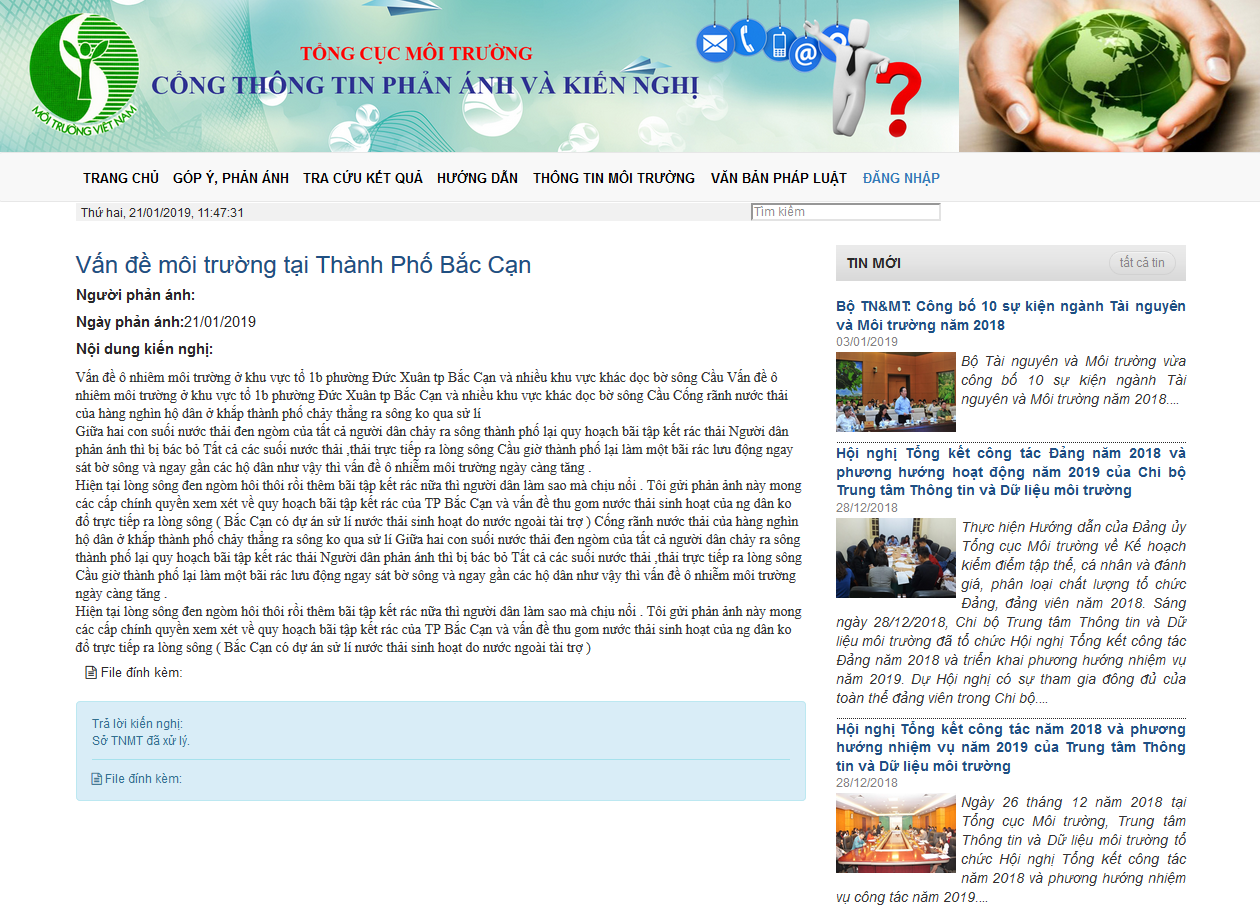 MÔI TRƯỜNG VIỆT NAM
TỔNG CỤC MÔI TRƯỜNG
CỔNG THÔNG TIN PHẢN ÁNH VÀ KIẾN NGHỊ
TRANG CHỦ GÓP Ý, PHẢN ÁNH TRA CỨU KẾT QUẢ HƯỚNG DẪN THÔNG TIN MÔI TRƯỜNG VĂN BẢN PHÁP LUẬT ĐĂNG NHẬP
Thứ hai, 21/01/2019, 11:47:31
Tìm kiếm
Vấn đề môi trường tại Thành Phố Bắc Cạn
Người phản ánh:
Ngày phản ánh:21/01/2019
Nội dung kiến nghị:
Vấn đề ô nhiêm môi trường ở khu vực tổ 1b phường Đức Xuân tp Bắc Cạn và nhiều khu vực khác dọc bờ sông Cầu Vấn đề ô
nhiêm môi trường ở khu vực tổ 1b phường Đức Xuân tp Bắc Cạn và nhiều khu vực khác dọc bờ sông Cầu Cống rãnh nước thải
của hàng nghìn hộ dân ở khắp thành phố chảy thẳng ra sông ko qua sử lí
Giữa hai con suối nước thải đen ngòm của tất cả người dân chảy ra sông thành phố lại quy hoạch bãi tập kết rác thải Người dân
phản ánh thì bị bác bỏ Tất cả các suối nước thải ,thải trực tiếp ra lòng sông Cầu giờ thành phố lại làm một bãi rác lưu động ngay
sát bờ sông và ngay gần các hộ dân như vậy thì vấn đề ô nhiễm môi trường ngày càng tăng .
Hiện tại lòng sông đen ngòm hôi thôi rồi thêm bãi tập kết rác nữa thì người dân làm sao mà chịu nổi . Tôi gửi phản ảnh này mong
các cấp chính quyền xem xét về quy hoạch bãi tập kết rác của TP Bắc Cạn và vấn đề thu gom nước thải sinh hoạt của ng dân ko
đổ trực tiếp ra lòng sông ( Bắc Cạn có dự án sử lí nước thải sinh hoạt do nước ngoài tài trợ ) Cống rãnh nước thải của hàng nghìn
hộ dân ở khắp thành phố chảy thẳng ra sông ko qua sử lí Giữa hai con suối nước thải đen ngòm của tất cả người dân chảy ra sông
thành phố lại quy hoạch bãi tập kết rác thải Người dân phản ánh thì bị bác bỏ Tất cả các suối nước thải ,thải trực tiếp ra lòng sông
Cầu giờ thành phố lại làm một bãi rác lưu động ngay sát bờ sông và ngay gần các hộ dân như vậy thì vấn đề ô nhiễm môi trường
ngày càng tăng .
Hiện tại lòng sông đen ngòm hôi thôi rồi thêm bãi tập kết rác nữa thì người dân làm sao mà chịu nổi . Tôi gửi phản ảnh này mong
các cấp chính quyền xem xét về quy hoạch bãi tập kết rác của TP Bắc Cạn và vấn đề thu gom nước thải sinh hoạt của ng dân ko
đổ trực tiếp ra lòng sông ( Bắc Cạn có dự án sử lí nước thải sinh hoạt do nước ngoài tài trợ )
File đính kèm:
Trả lời kiến nghị:
Sở TNMT đã xử lý.
File đính kèm:
TIN MỚI
tất cả tin
Bộ TN&MT: Công bố 10 sự kiện ngành Tài nguyên
và Môi trường năm 2018
03/01/2019
Bộ Tài nguyên và Môi trường vừa
công bố 10 sự kiện ngành Tài
nguyên và Môi trường năm 2018....
Hội nghị Tổng kết công tác Đảng năm 2018 và
phương hướng hoạt động năm 2019 của Chi bộ
Trung tâm Thông tin và Dữ liệu môi trường
28/12/2018
Thực hiện Hướng dẫn của Đảng ủy
Tổng cục Môi trường về Kế hoạch
kiểm điểm tập thể, cá nhân và đánh
giá, phân loại chất lượng tổ chức
Đảng, đảng viên năm 2018. Sáng
ngày 28/12/2018, Chi bộ Trung tâm Thông tin và Dữ
liệu môi trường đã tổ chức Hội nghị Tổng kết công tác
Đảng năm 2018 và triển khai phương hướng nhiệm vụ
năm 2019. Dự Hội nghị có sự tham gia đông đủ của
toàn thể đảng viên trong Chi bộ....
Hội nghị Tổng kết công tác năm 2018 và phương
hướng nhiệm vụ năm 2019 của Trung tâm Thông
tin và Dữ liệu môi trường
28/12/2018
Ngày 26 tháng 12 năm 2018 tại
Tổng cục Môi trường, Trung tâm
Thông tin và Dữ liệu môi trường tổ
chức Hội nghị Tổng kết công tác
năm 2018 và phương hướng nhiệm
vụ công tác năm 2019....